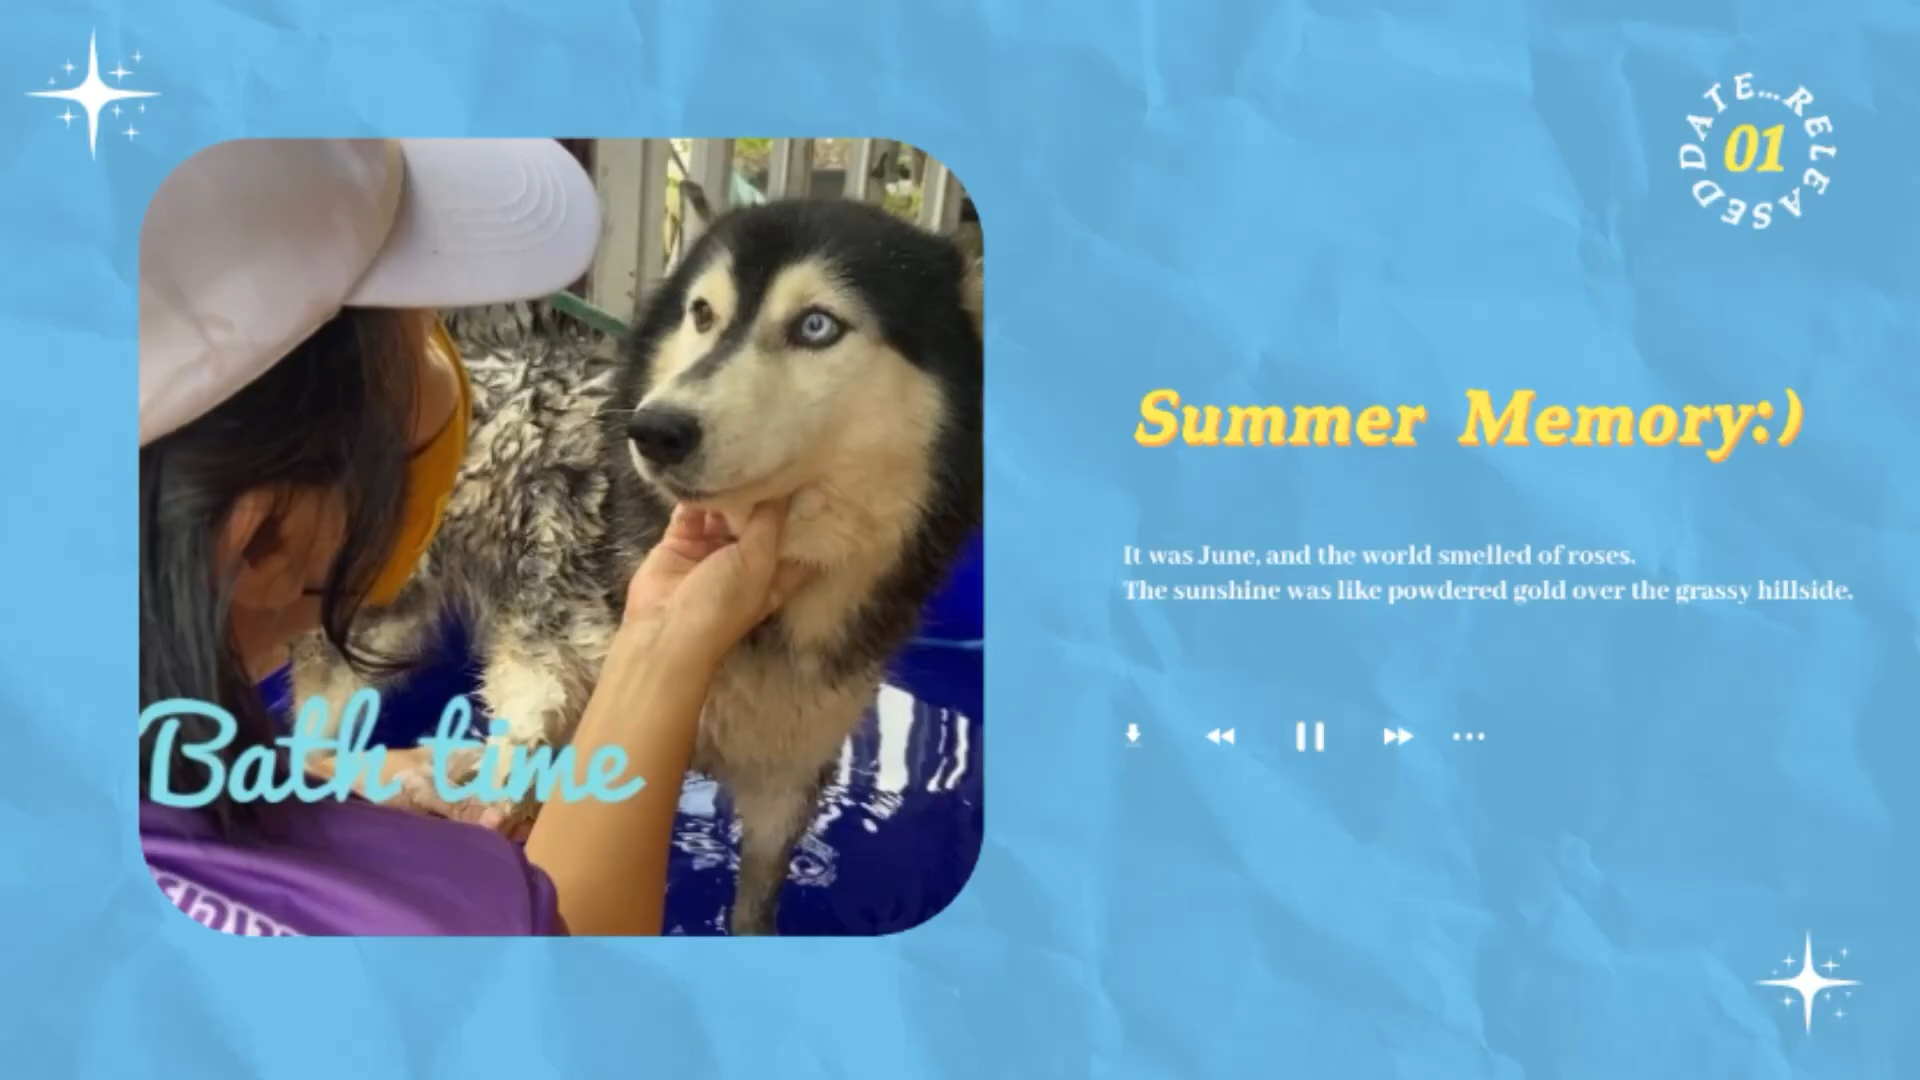 DATE...RELEASED
01
Summer Memory:)
It was June, and the world smelled of roses.
The sunshine was like powdered gold over the grassy hillside.
Bath time